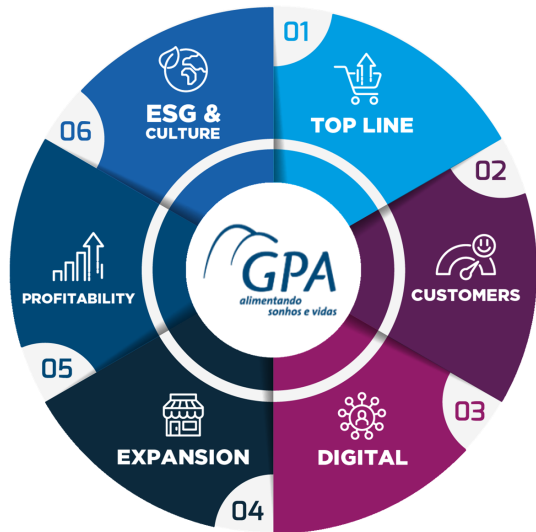 01
TOP LINE
02
CUSTOMERS
03
DIGITAL
04
EXPANSION
05
PROFITABILITY
06
ESG &
CULTURE
GPA
alimentando
sonhos e vidas